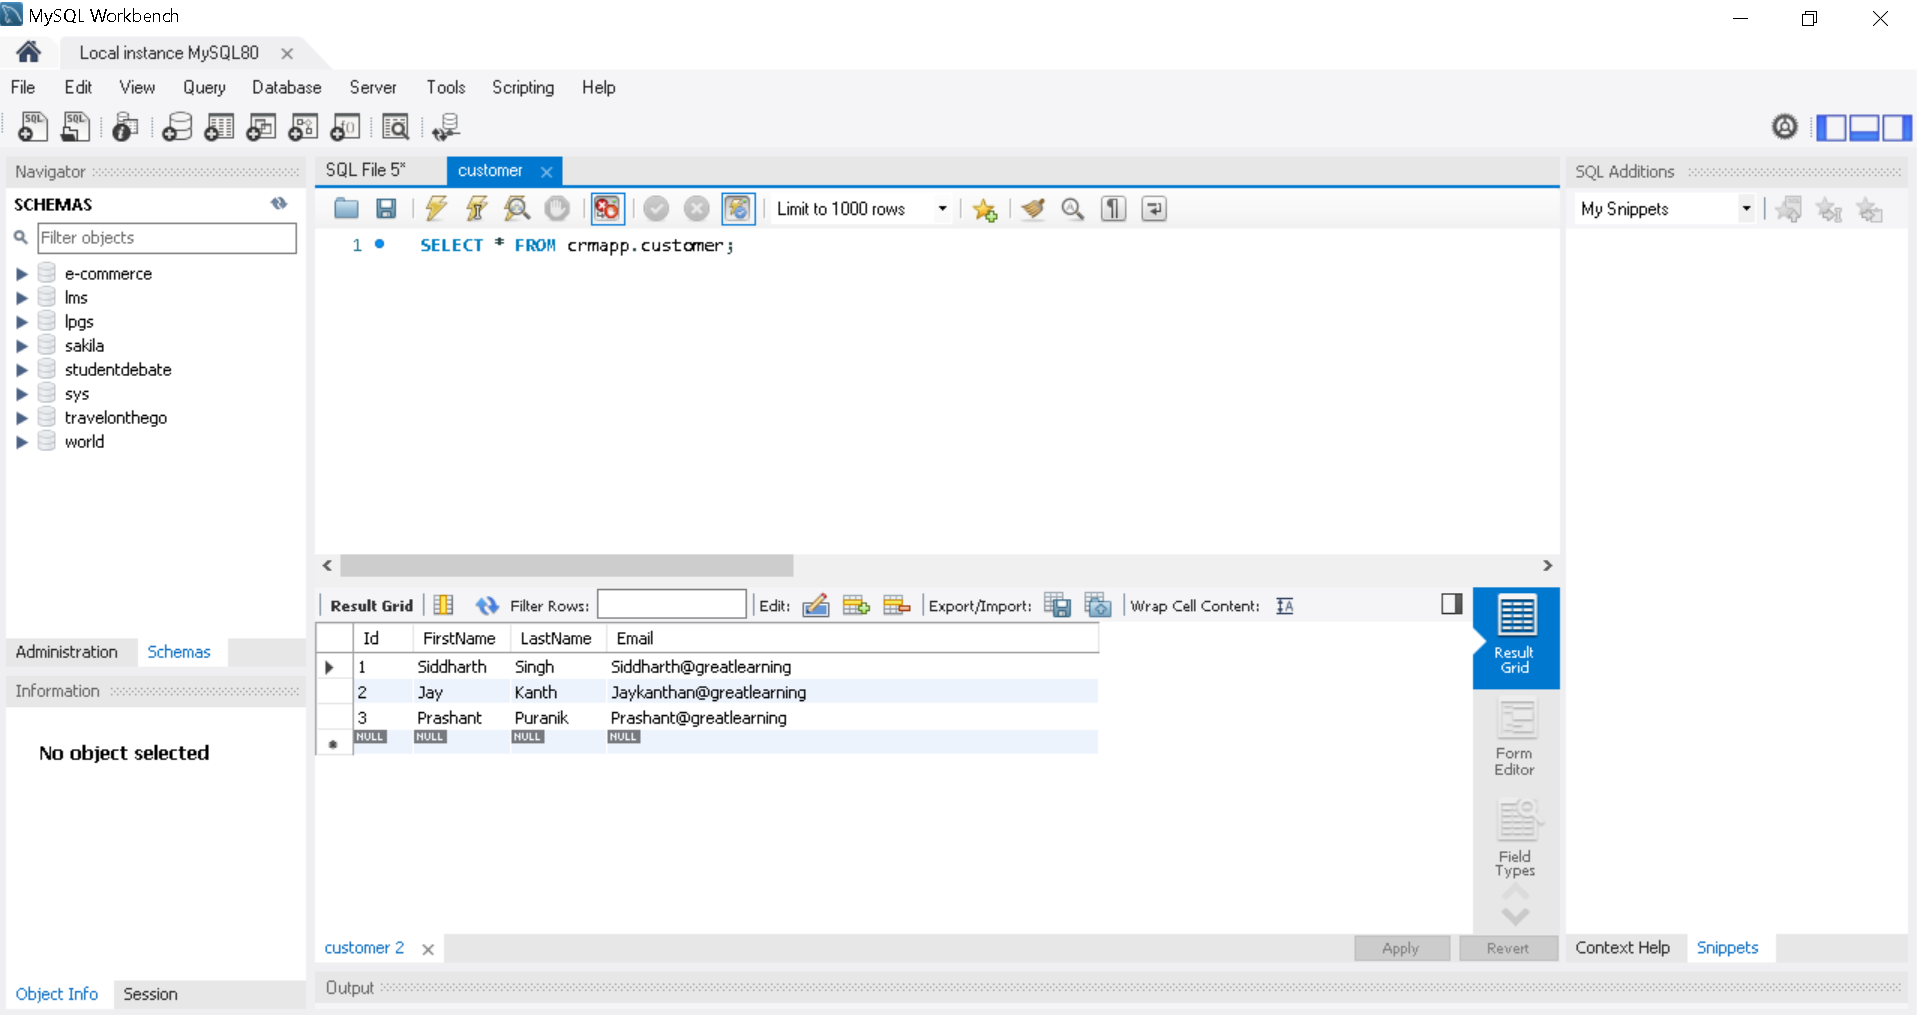 MySQL Workbench
Local instance MySQL80
File Edit View Query Database Server Tools Scripting Help
Navigator
SCHEMAS
Filter objects
e-commerce
lms
lpgs
sakila
studentdebate
sys
travelonthego
world
Administration Schemas
Information
No object selected
Object Info Session
SQL File 5* customer
Limit to 1000 rows
1 SELECT * FROM crmapp.customer;
Result Grid Filter Rows: Edit: Export/Import: Wrap Cell Content:
Id FirstName LastName Email
1 Siddharth Singh Siddharth@greatlearning
2 Jay Kanth Jaykanthan@greatlearning
3 Prashant Puranik Prashant@greatlearning
NULL NULL NULL NULL
Result
Grid
Form
Editor
Field
Types
customer 2 Apply Revert
Output
SQL Additions
My Snippets
Context Help Snippets